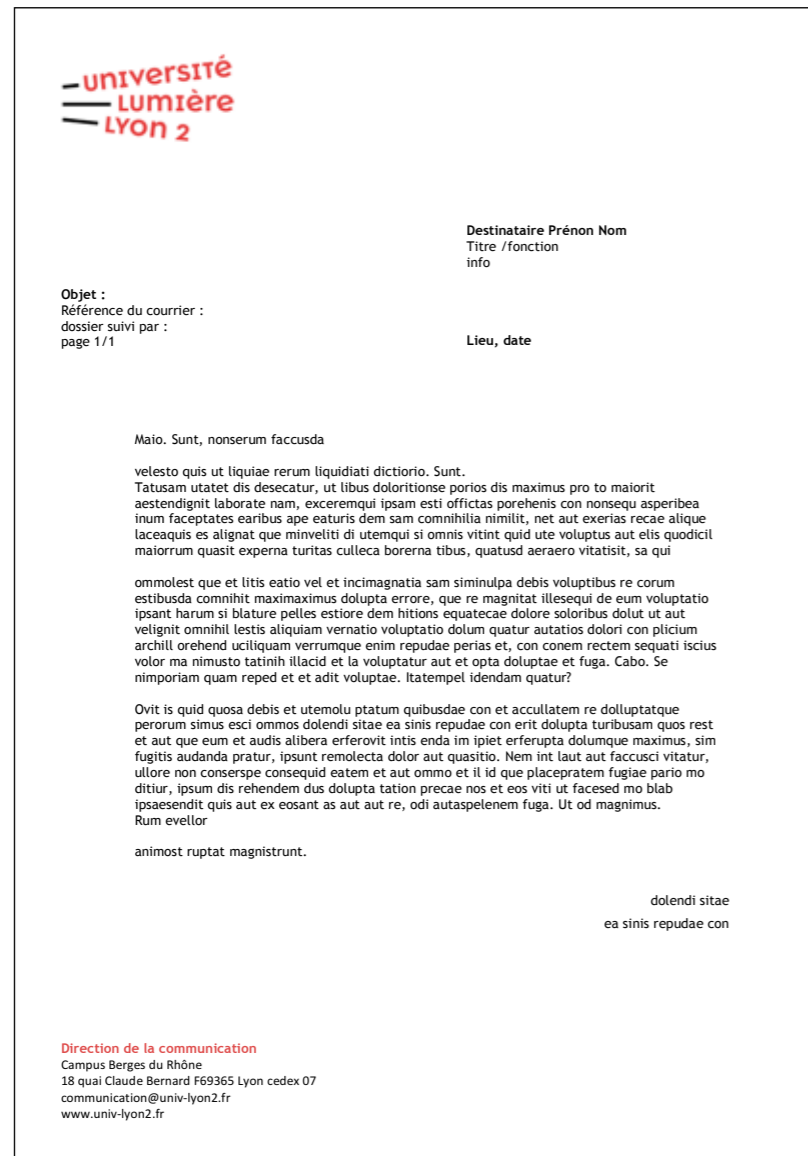 université
Lumière
Lyon 2
Destinataire Prénon Nom
Titre /fonction
info
Objet :
Référence du courrier :
dossier suivi par :
page 1/1
Lieu, date
Maio. Sunt, nonserum faccusda
velesto quis ut liquiae rerum liquidiati dictiorio. Sunt.
Tatusam utatet dis desecatur, ut libus doloritionse porios dis maximus pro to maiorit
aestendignit laborate nam, exceremqui ipsam esti offictas porehenis con nonsequ asperibea
inum faceptates earibus ape eaturis dem sam comnihilia nimilit, net aut exerias recae alique
laceaquis es alignat que minveliti di utemqui si omnis vitint quid ute voluptus aut elis quodicil
maiorrum quasit experna turitas culleca borerna tibus, quatusd aeraero vitatisit, sa qui
ommolest que et litis eatio vel et incimagnatia sam siminulpa debis voluptibus re corum
estibusda comnihit maximaximus dolupta errore, que re magnitat illesequi de eum voluptatio
ipsant harum si blature pelles estiore dem hitions equatecae dolore soloribus dolut ut aut
velignit omnihil lestis aliquiam vernatio voluptatio dolum quatur autatios dolori con plicium
archill orehend uciliquam verrumque enim repudae perias et, con conem rectem sequati iscius
volor ma nimusto tatinih illacid et la voluptatur aut et opta doluptae et fuga. Cabo. Se
nimporiam quam reped et et adit voluptae. Itatempel idendam quatur?
Ovit is quid quosa debis et utemolu ptatum quibusdae con et accullatem re dolluptatque
perorum simus esci ommos dolendi sitae ea sinis repudae con erit dolupta turibusam quos rest
et aut que eum et audis alibera erferovit intis enda im ipiet erferupta dolumque maximus, sim
fugitis audanda pratur, ipsunt remolecta dolor aut quasitio. Nem int laut aut faccusci vitatur,
ullore non conserspe consequid eatem et aut ommo et il id que placepratem fugiae pario mo
ditiur, ipsum dis rehendem dus dolupta tation precae nos et eos viti ut facesed mo blab
ipsaesendit quis aut ex eosant as aut aut re, odi autaspelenem fuga. Ut od magnimus.
Rum evellor
animost ruptat magnistrunt.
dolendi sitae
ea sinis repudae con
Direction de la communication
Campus Berges du Rhône
18 quai Claude Bernard F69365 Lyon cedex 07
communication@univ-lyon2.fr
www.univ-lyon2.fr